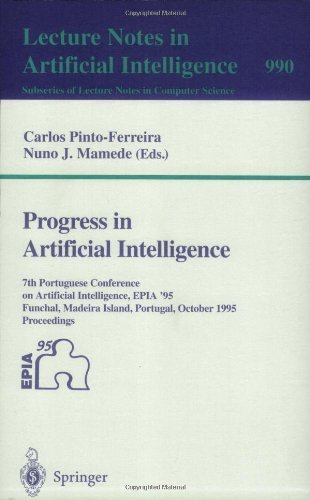 Lecture Notes in
Artificial Intelligence 990
Subseries of Lecture Notes in Computer Science
Carlos Pinto-Ferreira
Nuno J. Mamede (Eds.)
Progress in
Artificial Intelligence
7th Portuguese Conference
on Artificial Intelligence, EPIA '95
Funchal, Madeira Island, Portugal, October 1995
Proceedings
95
EPIA
Springer